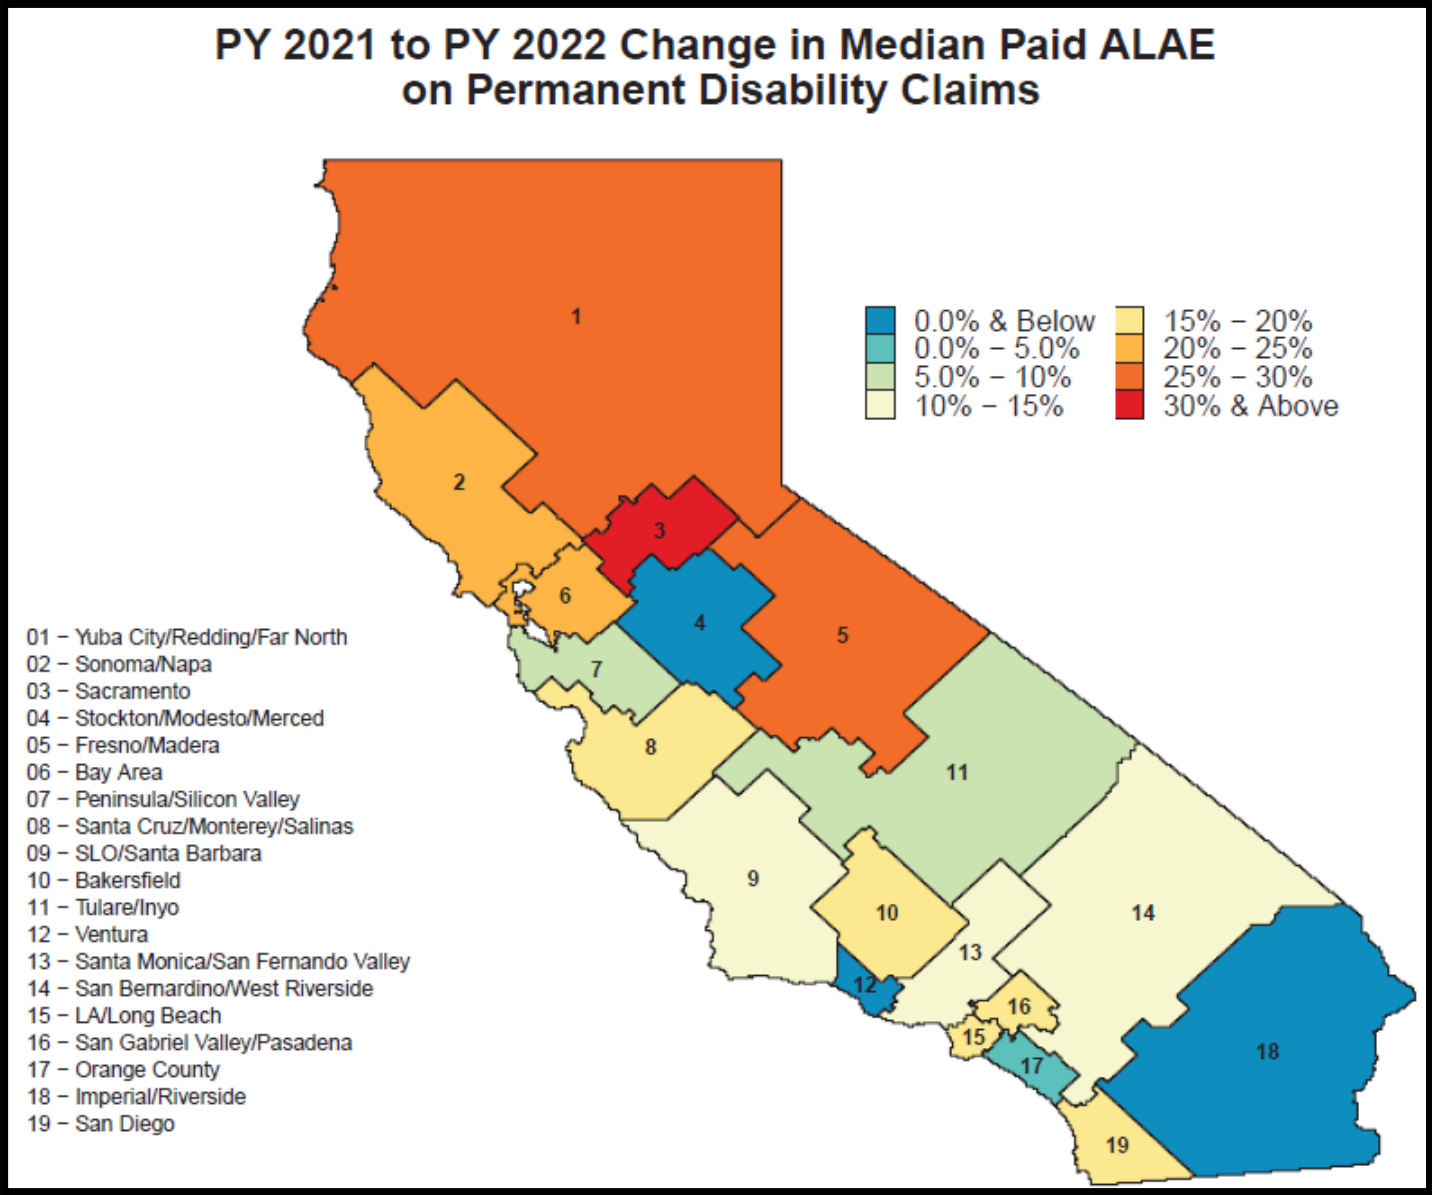 PY 2021 to PY 2022 Change in Median Paid ALAE
on Permanent Disability Claims
0.0% & Below
0.0% − 5.0%
5.0% − 10%
10% − 15%
15% − 20%
20% − 25%
25% − 30%
30% & Above
1
2
3
4
5
6
7
8
9
10
11
12
13
14
15
16
17
18
19
01 − Yuba City/Redding/Far North
02 − Sonoma/Napa
03 − Sacramento
04 − Stockton/Modesto/Merced
05 − Fresno/Madera
06 − Bay Area
07 − Peninsula/Silicon Valley
08 − Santa Cruz/Monterey/Salinas
09 − SLO/Santa Barbara
10 − Bakersfield
11 − Tulare/Inyo
12 − Ventura
13 − Santa Monica/San Fernando Valley
14 − San Bernardino/West Riverside
15 − LA/Long Beach
16 − San Gabriel Valley/Pasadena
17 − Orange County
18 − Imperial/Riverside
19 − San Diego